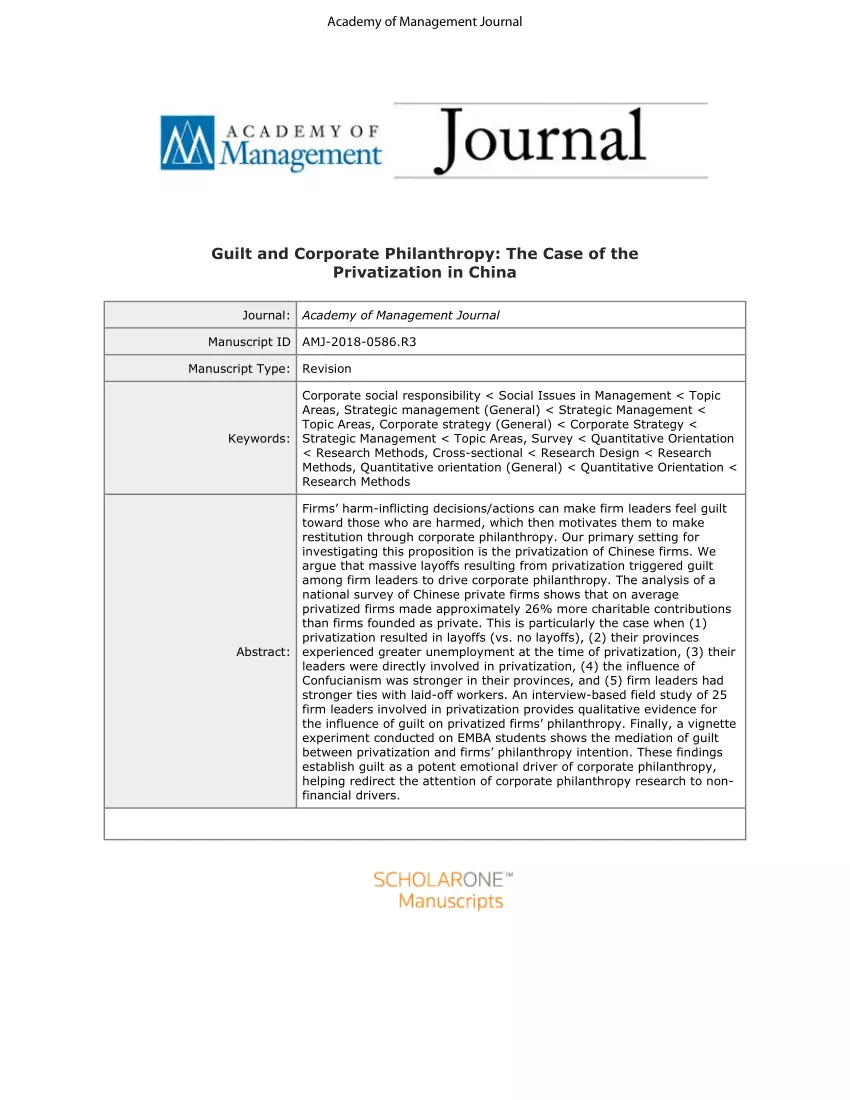 Academy of Management Journal
ACADEMY OF
Management
Journal
Guilt and Corporate Philanthropy: The Case of the
Privatization in China
Journal: Academy of Management Journal
Manuscript ID AMJ-2018-0586.R3
Manuscript Type: Revision
Keywords:
Corporate social responsibility < Social Issues in Management < Topic
Areas, Strategic management (General) < Strategic Management <
Topic Areas, Corporate strategy (General) < Corporate Strategy <
Strategic Management < Topic Areas, Survey < Quantitative Orientation
< Research Methods, Cross-sectional < Research Design < Research
Methods, Quantitative orientation (General) < Quantitative Orientation <
Research Methods
Abstract:
Firms’ harm-inflicting decisions/actions can make firm leaders feel guilt
toward those who are harmed, which then motivates them to make
restitution through corporate philanthropy. Our primary setting for
investigating this proposition is the privatization of Chinese firms. We
argue that massive layoffs resulting from privatization triggered guilt
among firm leaders to drive corporate philanthropy. The analysis of a
national survey of Chinese private firms shows that on average
privatized firms made approximately 26% more charitable contributions
than firms founded as private. This is particularly the case when (1)
privatization resulted in layoffs (vs. no layoffs), (2) their provinces
experienced greater unemployment at the time of privatization, (3) their
leaders were directly involved in privatization, (4) the influence of
Confucianism was stronger in their provinces, and (5) firm leaders had
stronger ties with laid-off workers. An interview-based field study of 25
firm leaders involved in privatization provides qualitative evidence for
the influence of guilt on privatized firms’ philanthropy. Finally, a vignette
experiment conducted on EMBA students shows the mediation of guilt
between privatization and firms’ philanthropy intention. These findings
establish guilt as a potent emotional driver of corporate philanthropy,
helping redirect the attention of corporate philanthropy research to non-
financial drivers.
SCHOLARONE™
Manuscripts